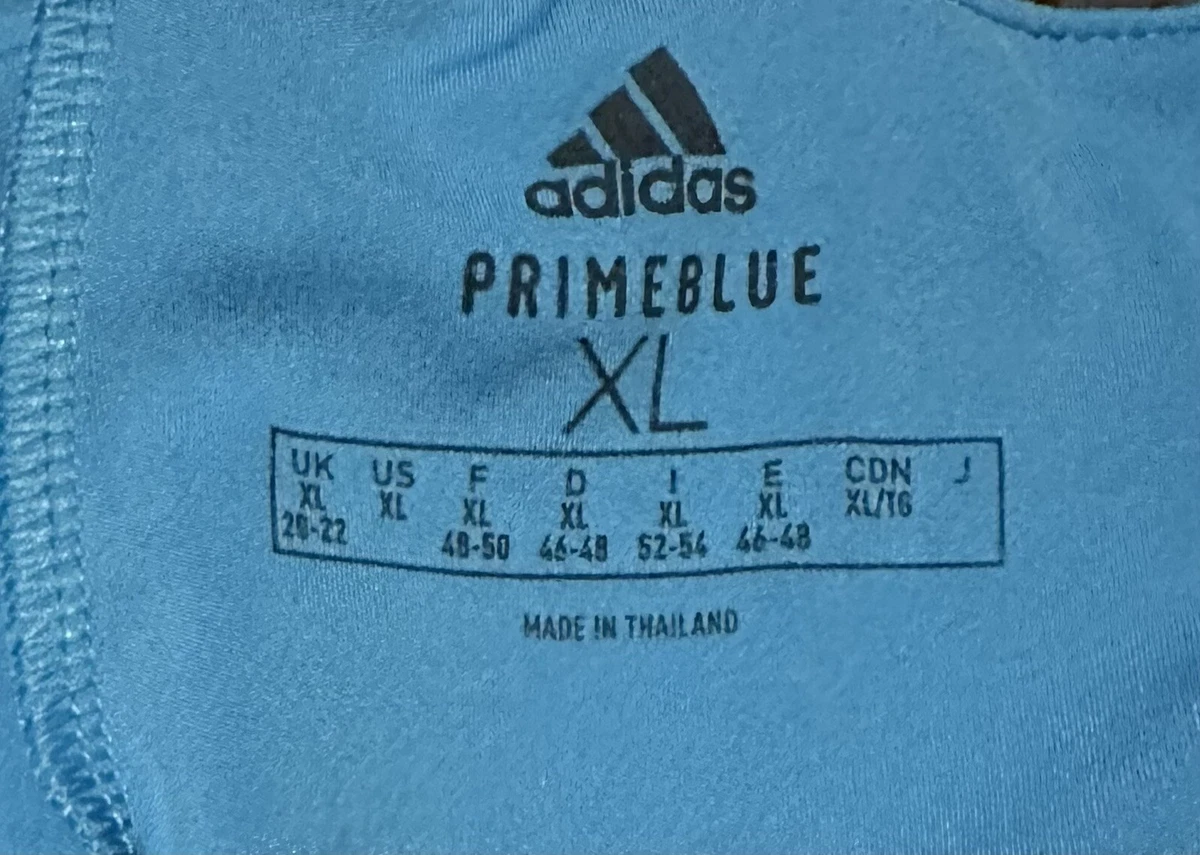 adidas
PRIMEBLUE
XL
UK US F D I E CDN J
XL XL XL XL XL XL XL/TG
20-22 48-50 46-48 52-54 46-48
MADE IN THAILAND